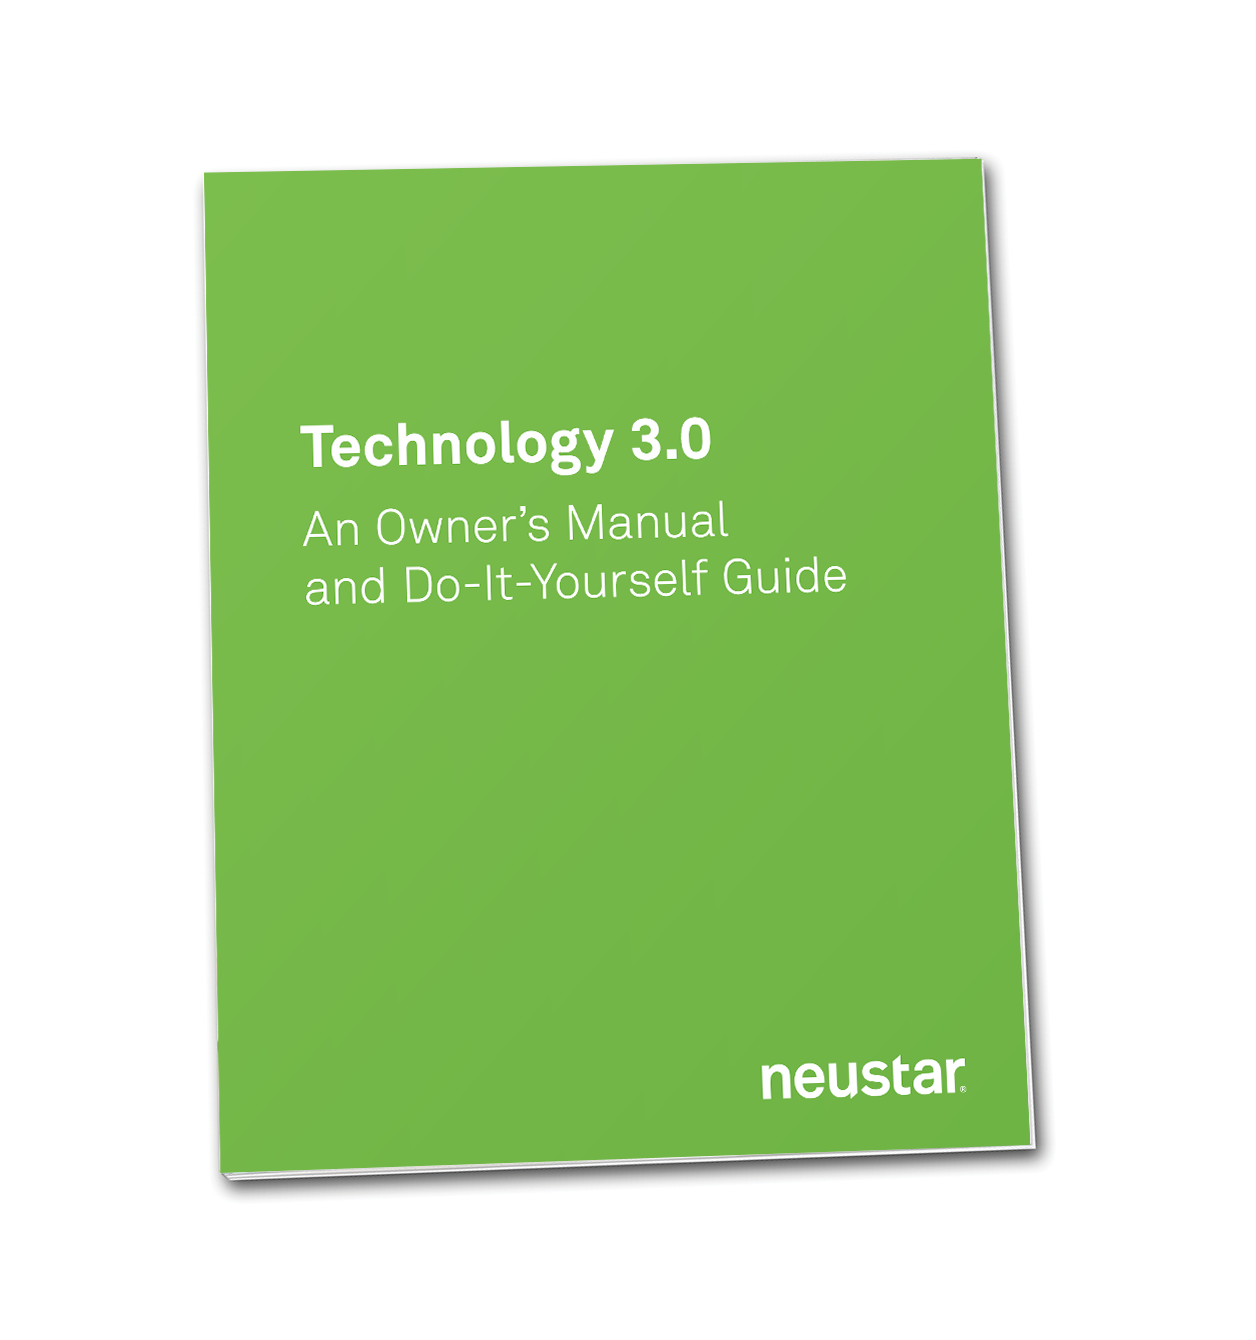 Technology 3.0
An Owner’s Manual
and Do-It-Yourself Guide
neustar®